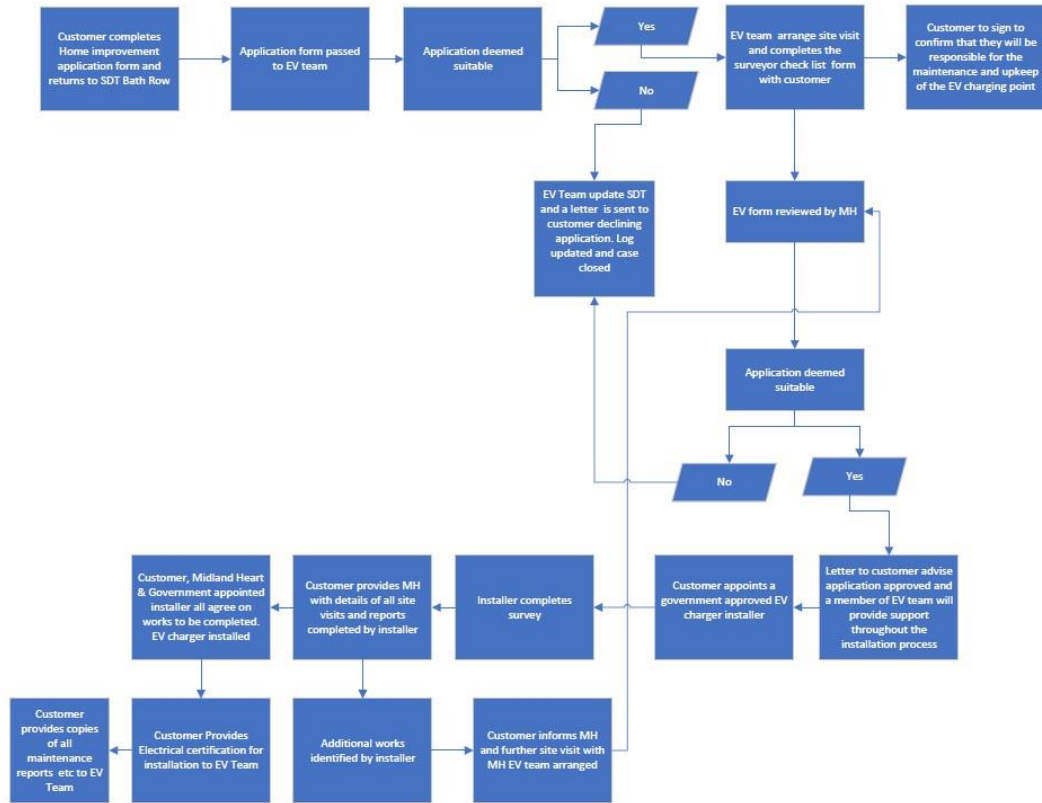 Customer completes
Home improvement
application form and
returns to SDT Bath Row
Application form passed
to EV team
Application deemed
suitable
Yes
No
EV team arrange site visit
and completes the
surveyor check list form
with customer
Customer to sign to
confirm that they will be
responsible for the
maintenance and upkeep
of the EV charging point
EV Team update SDT
and a letter is sent to
customer declining
application. Log
updated and case
closed
EV form reviewed by MH
Application deemed
suitable
No
Yes
Letter to customer advise
application approved and
a member of EV team will
provide support
throughout the
installation process
Customer appoints a
government approved EV
charger installer
Installer completes
survey
Customer provides MH
with details of all site
visits and reports
completed by installer
Customer, Midland Heart
& Government appointed
installer all agree on
works to be completed.
EV charger installed
Customer provides
copies of all
maintenance
reports etc to EV
Team
Customer Provides
Electrical certification for
installation to EV Team
Additional works
identified by installer
Customer informs MH
and further site visit with
MH EV team arranged